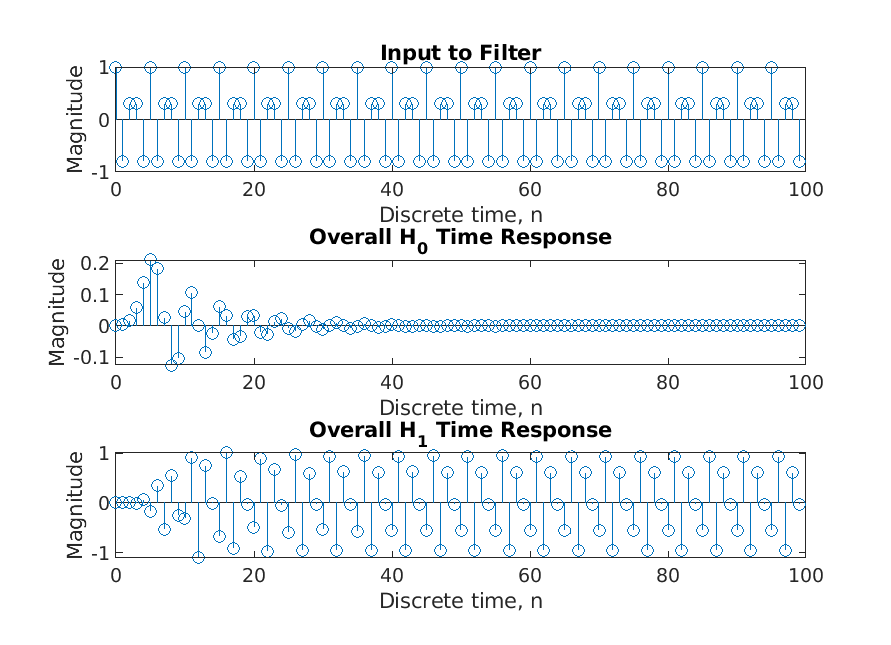 Input to Filter
Magnitude
1
0
-1
0 20 40 60 80 100
Discrete time, n
Overall H0 Time Response
Magnitude
0.2
0.1
0
-0.1
0 20 40 60 80 100
Discrete time, n
Overall H1 Time Response
Magnitude
1
0
-1
0 20 40 60 80 100
Discrete time, n